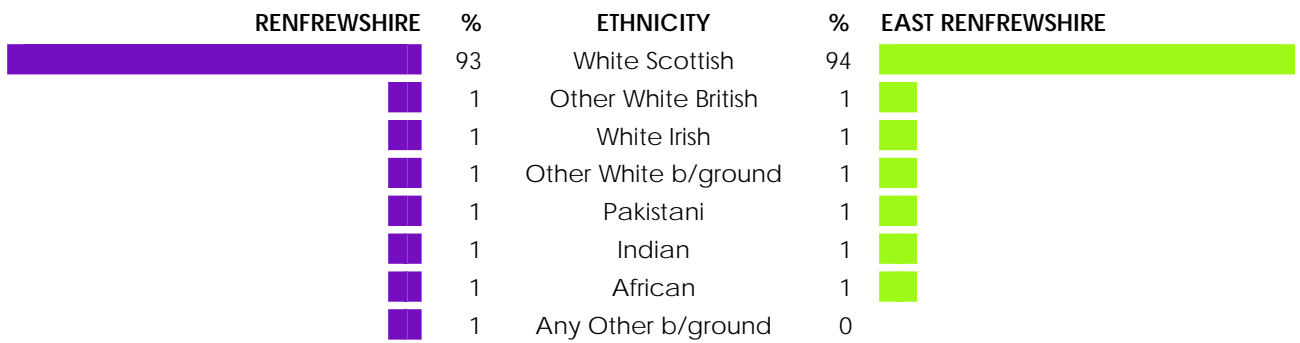 RENFREWSHIRE % ETHNICITY % EAST RENFREWSHIRE
93 White Scottish 94
1 Other White British 1
1 White Irish 1
1 Other White b/ground 1
1 Pakistani 1
1 Indian 1
1 African 1
1 Any Other b/ground 0